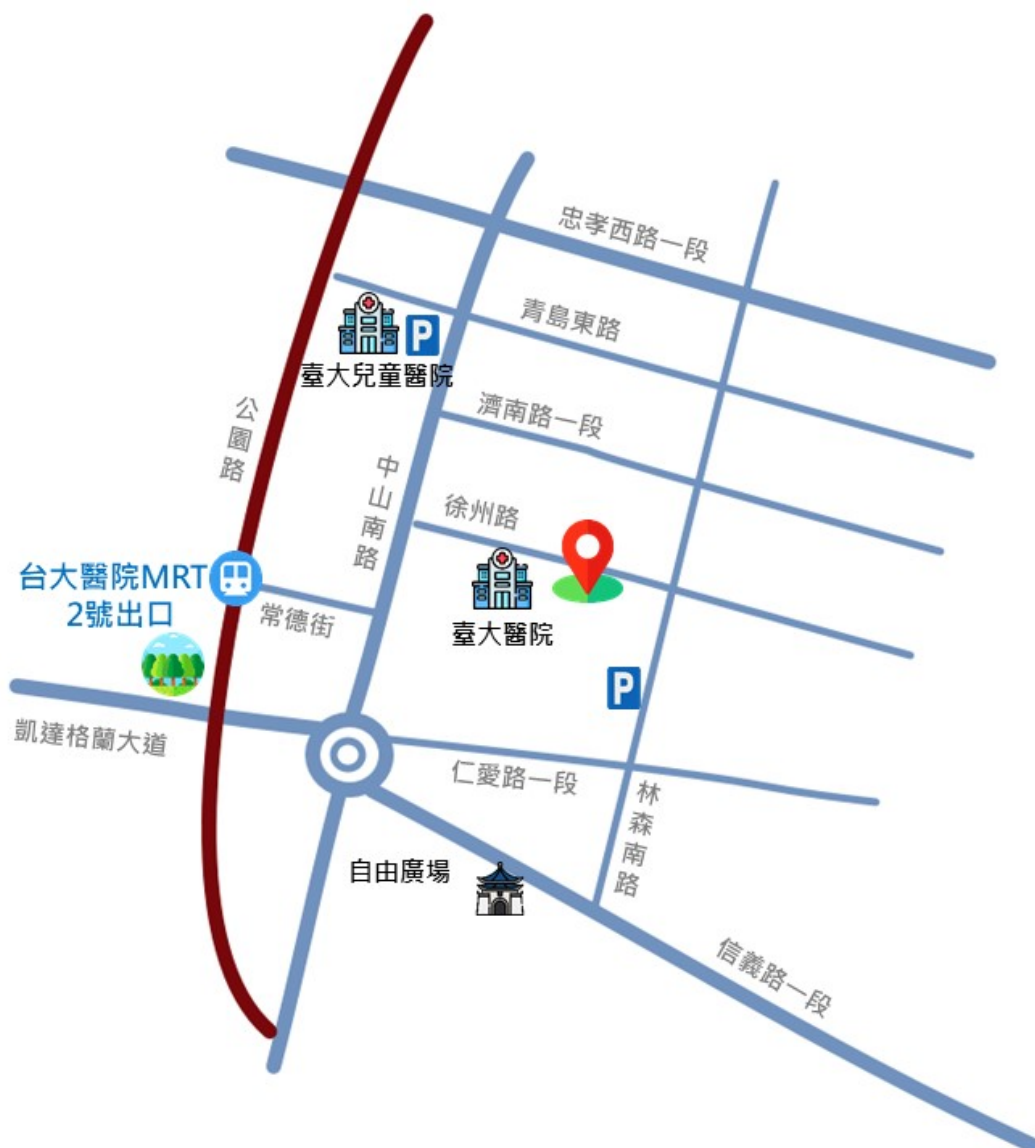 忠孝西路一段
青島東路
P
臺大兒童醫院
濟南路一段
公園路
中山南路
徐州路
台大醫院MRT
2號出口
常德街
臺大醫院
P
凱達格蘭大道
仁愛路一段
林森南路
自由廣場
信義路一段